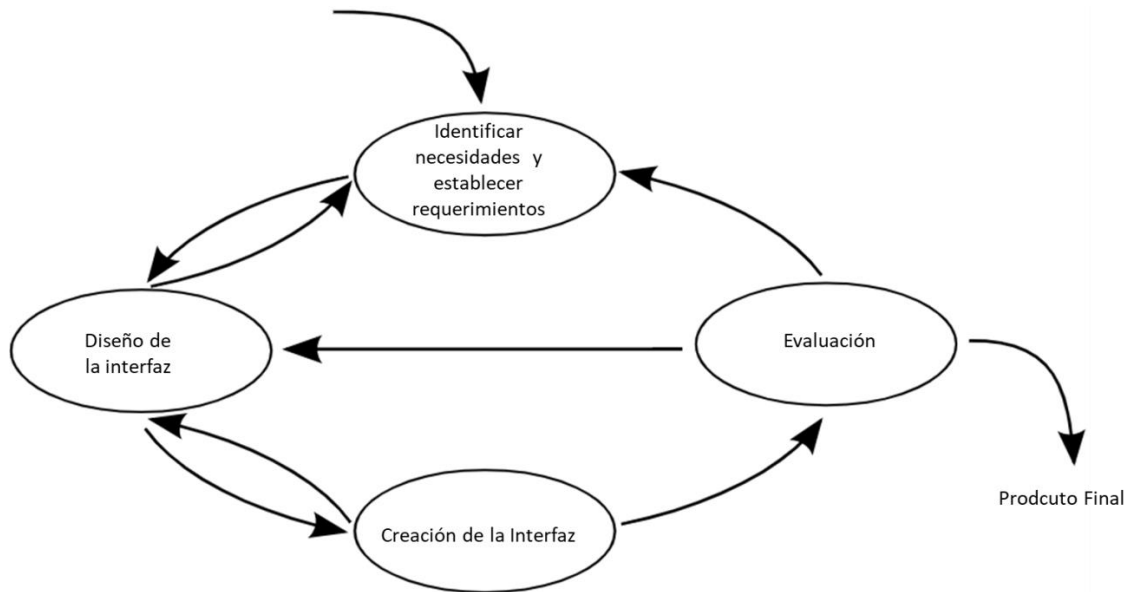 Identificar
necesidades y
establecer
requerimientos
Diseño de
la interfaz
Evaluación
Creación de la Interfaz
Prodcuto Final